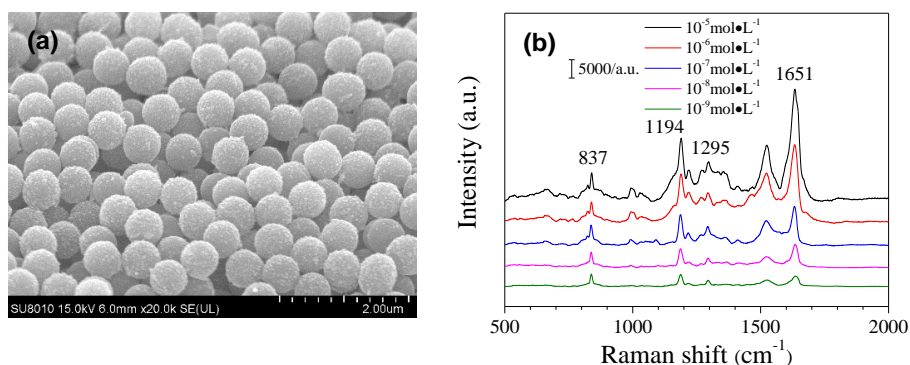 (a)
SU8010 15.0kV 6.0mm x20.0k SE(UL)
2.00um
(b)
10⁻⁵mol●L⁻¹
10⁻⁶mol●L⁻¹
10⁻⁷mol●L⁻¹
10⁻⁸mol●L⁻¹
10⁻⁹mol●L⁻¹
5000/a.u.
1651
1194
1295
837
Intensity (a.u.)
500 1000 1500 2000
Raman shift (cm⁻¹)